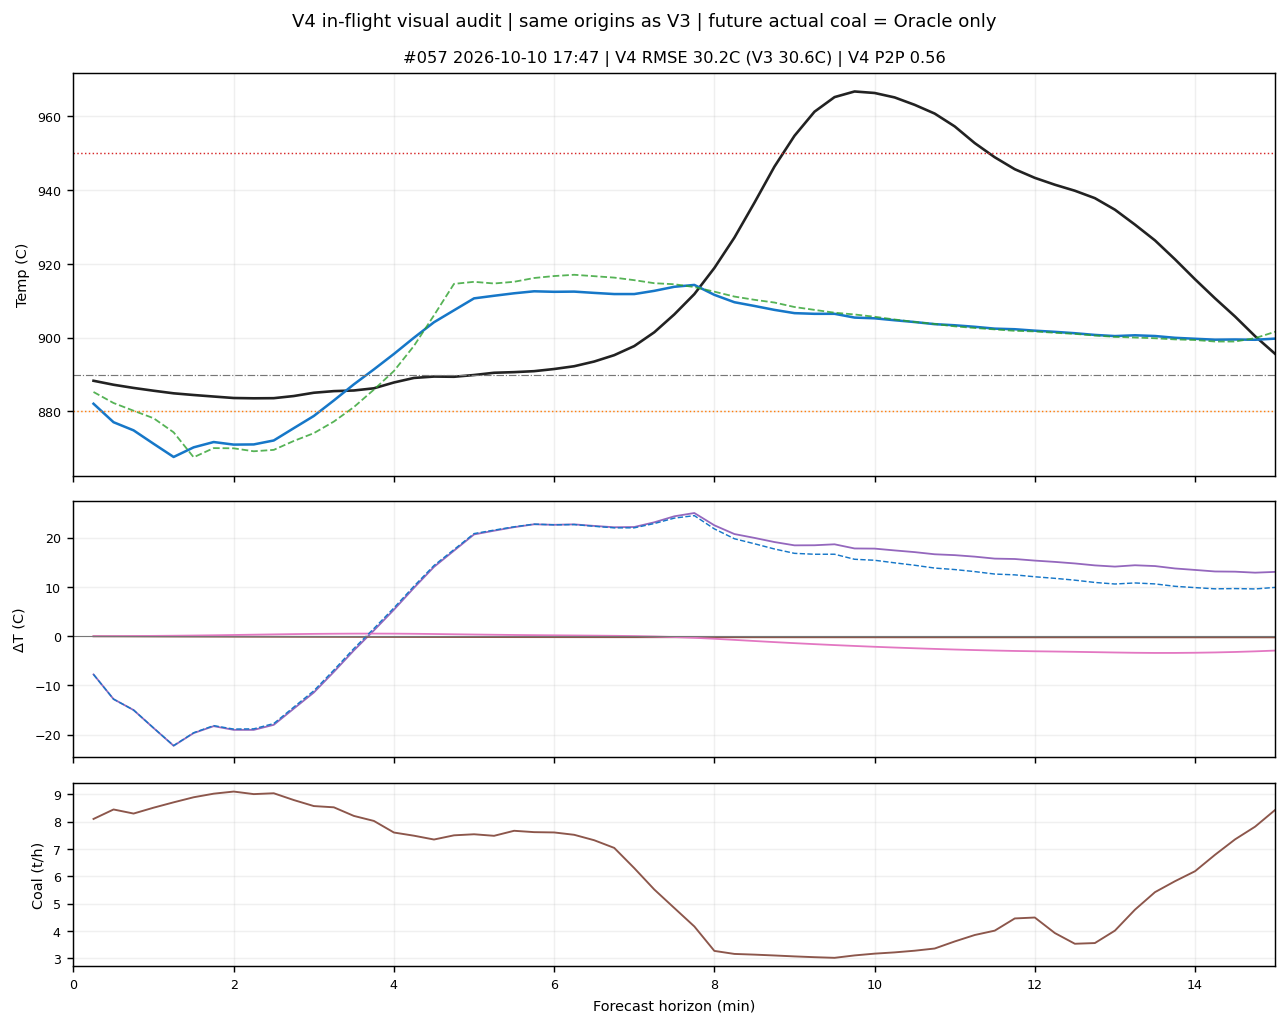 V4 in-flight visual audit | same origins as V3 | future actual coal = Oracle only
#057 2026-10-10 17:47 | V4 RMSE 30.2C (V3 30.6C) | V4 P2P 0.56
960
940
920
900
880
Temp (C)
20
10
0
−10
−20
ΔT (C)
9
8
7
6
5
4
3
Coal (t/h)
0 2 4 6 8 10 12 14
Forecast horizon (min)